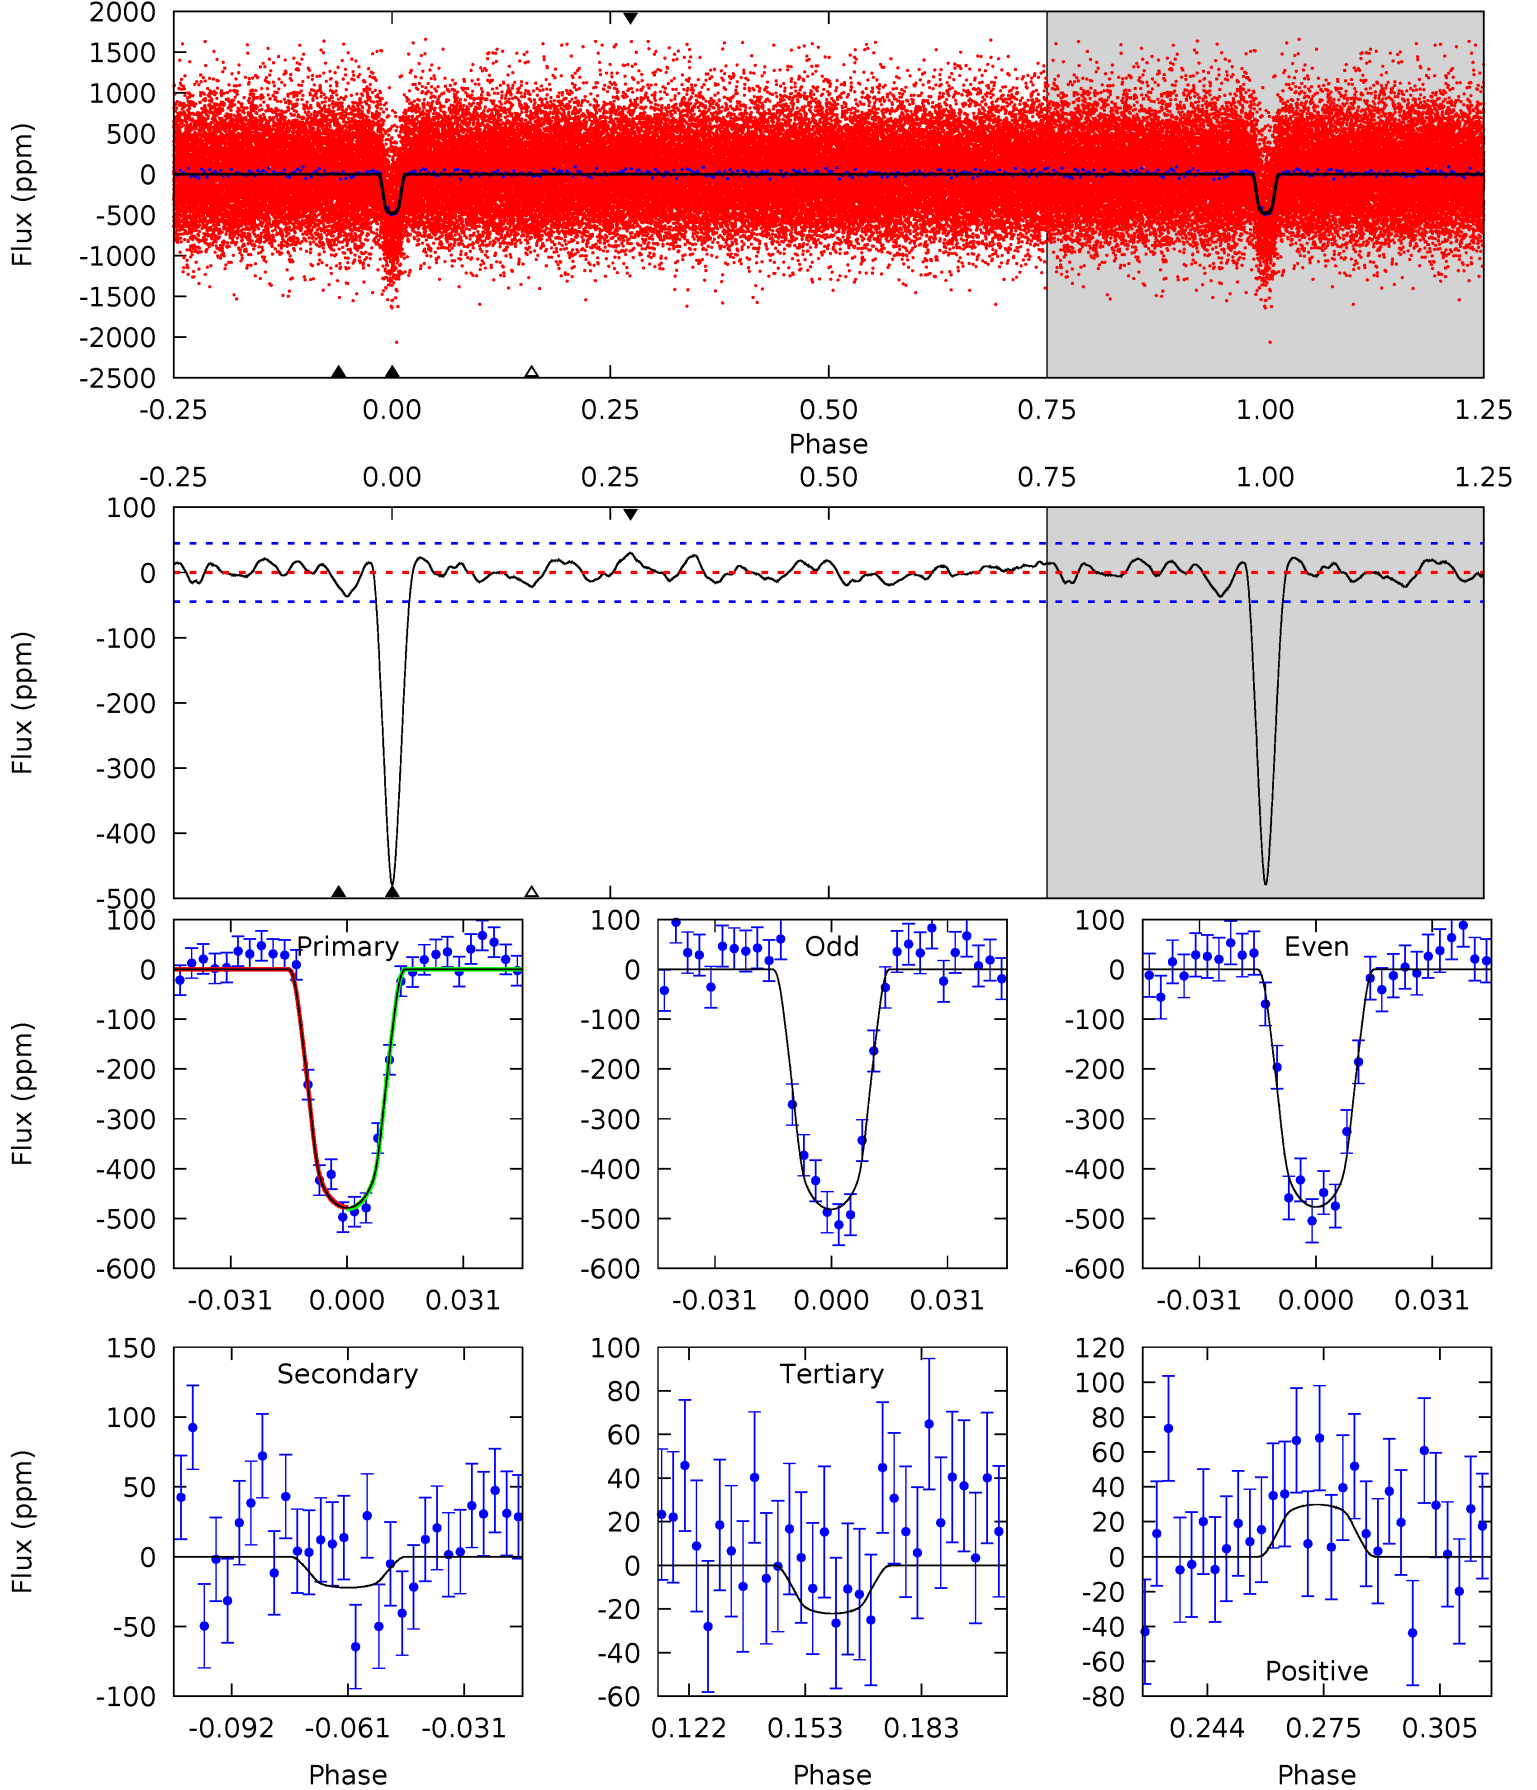 2000
1500
1000
500
0
-500
-1000
-1500
-2000
-2500
Flux (ppm)
-0.25 0.00 0.25 0.50 0.75 1.00 1.25
Phase
-0.25 0.00 0.25 0.50 0.75 1.00 1.25
100
0
-100
-200
-300
-400
-500
Flux (ppm)
Primary Odd Even
100 100 100
0 0 0
-100 -100 -100
-200 -200 -200
-300 -300 -300
-400 -400 -400
-500 -500 -500
-600 -600 -600
Flux (ppm)
-0.031 0.000 0.031 -0.031 0.000 0.031 -0.031 0.000 0.031
Secondary Tertiary Positive
150
100
50
0
-50
-100
Flux (ppm)
100
80
60
40
20
0
-20
-40
-60
120
100
80
60
40
20
0
-20
-40
-60
-80
-0.092 -0.061 -0.031 0.122 0.153 0.183 0.244 0.275 0.305
Phase Phase Phase